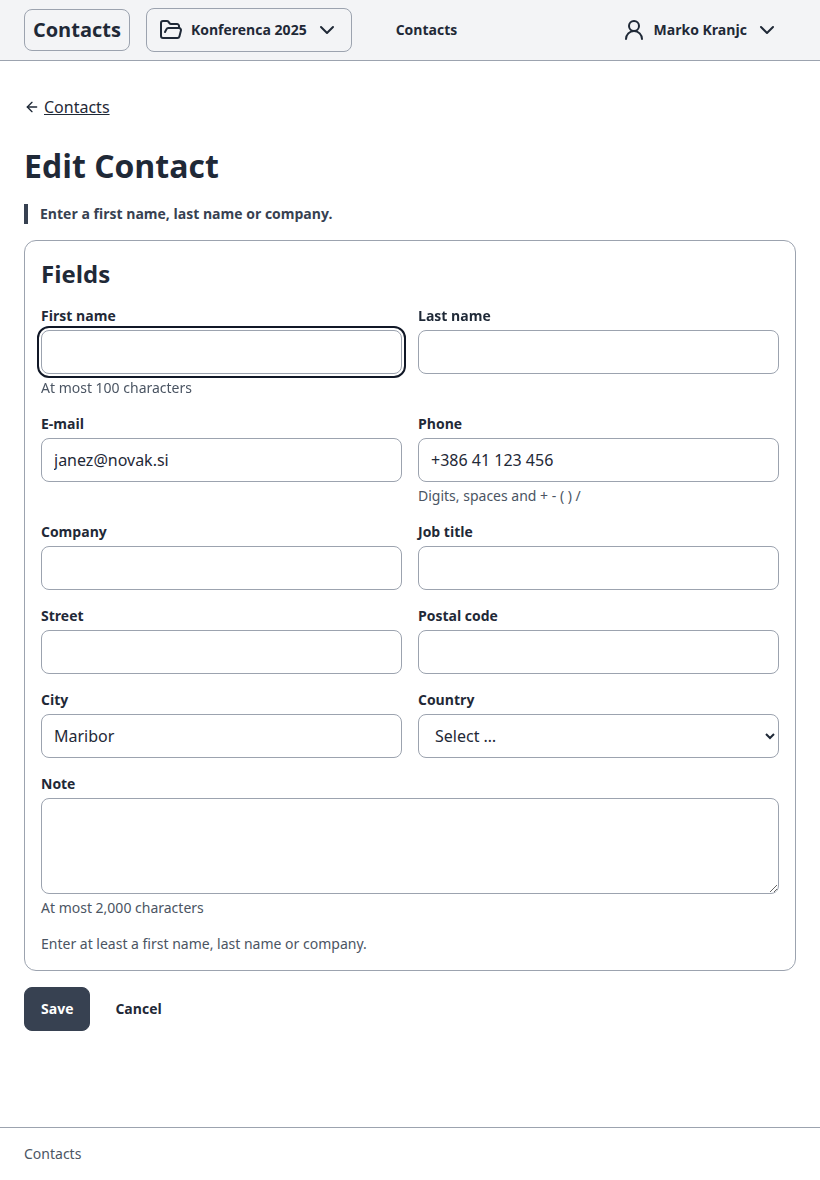 Contacts
Konferenca 2025
Contacts
Marko Kranjc
← Contacts
Edit Contact
Enter a first name, last name or company.
Fields
First name
Last name
At most 100 characters
E-mail
Phone
janez@novak.si
+386 41 123 456
Digits, spaces and + - ( ) /
Company
Job title
Street
Postal code
City
Country
Maribor
Select ...
Note
At most 2,000 characters
Enter at least a first name, last name or company.
Save
Cancel
Contacts